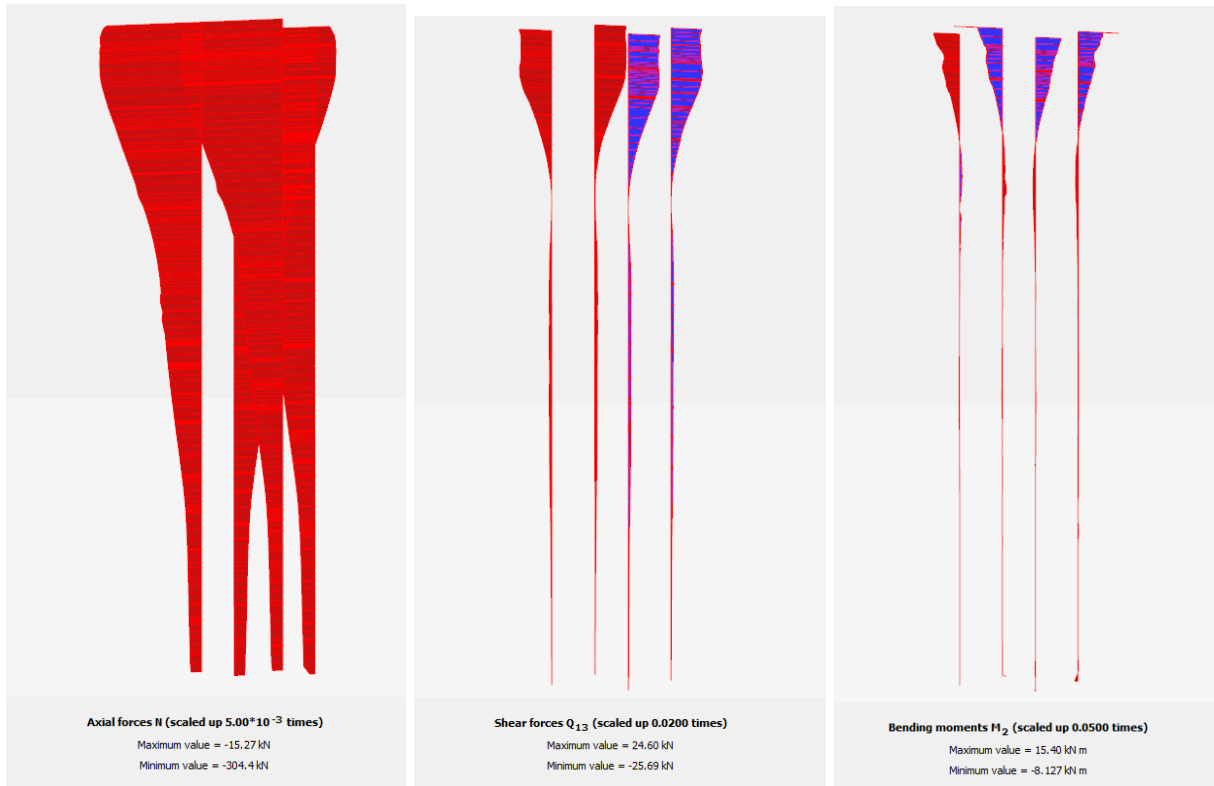 Axial forces N (scaled up 5.00*10 -3 times)
Maximum value = -15.27 kN
Minimum value = -304.4 kN
Shear forces Q13 (scaled up 0.0200 times)
Maximum value = 24.60 kN
Minimum value = -25.69 kN
Bending moments M2 (scaled up 0.0500 times)
Maximum value = 15.40 kN m
Minimum value = -8.127 kN m